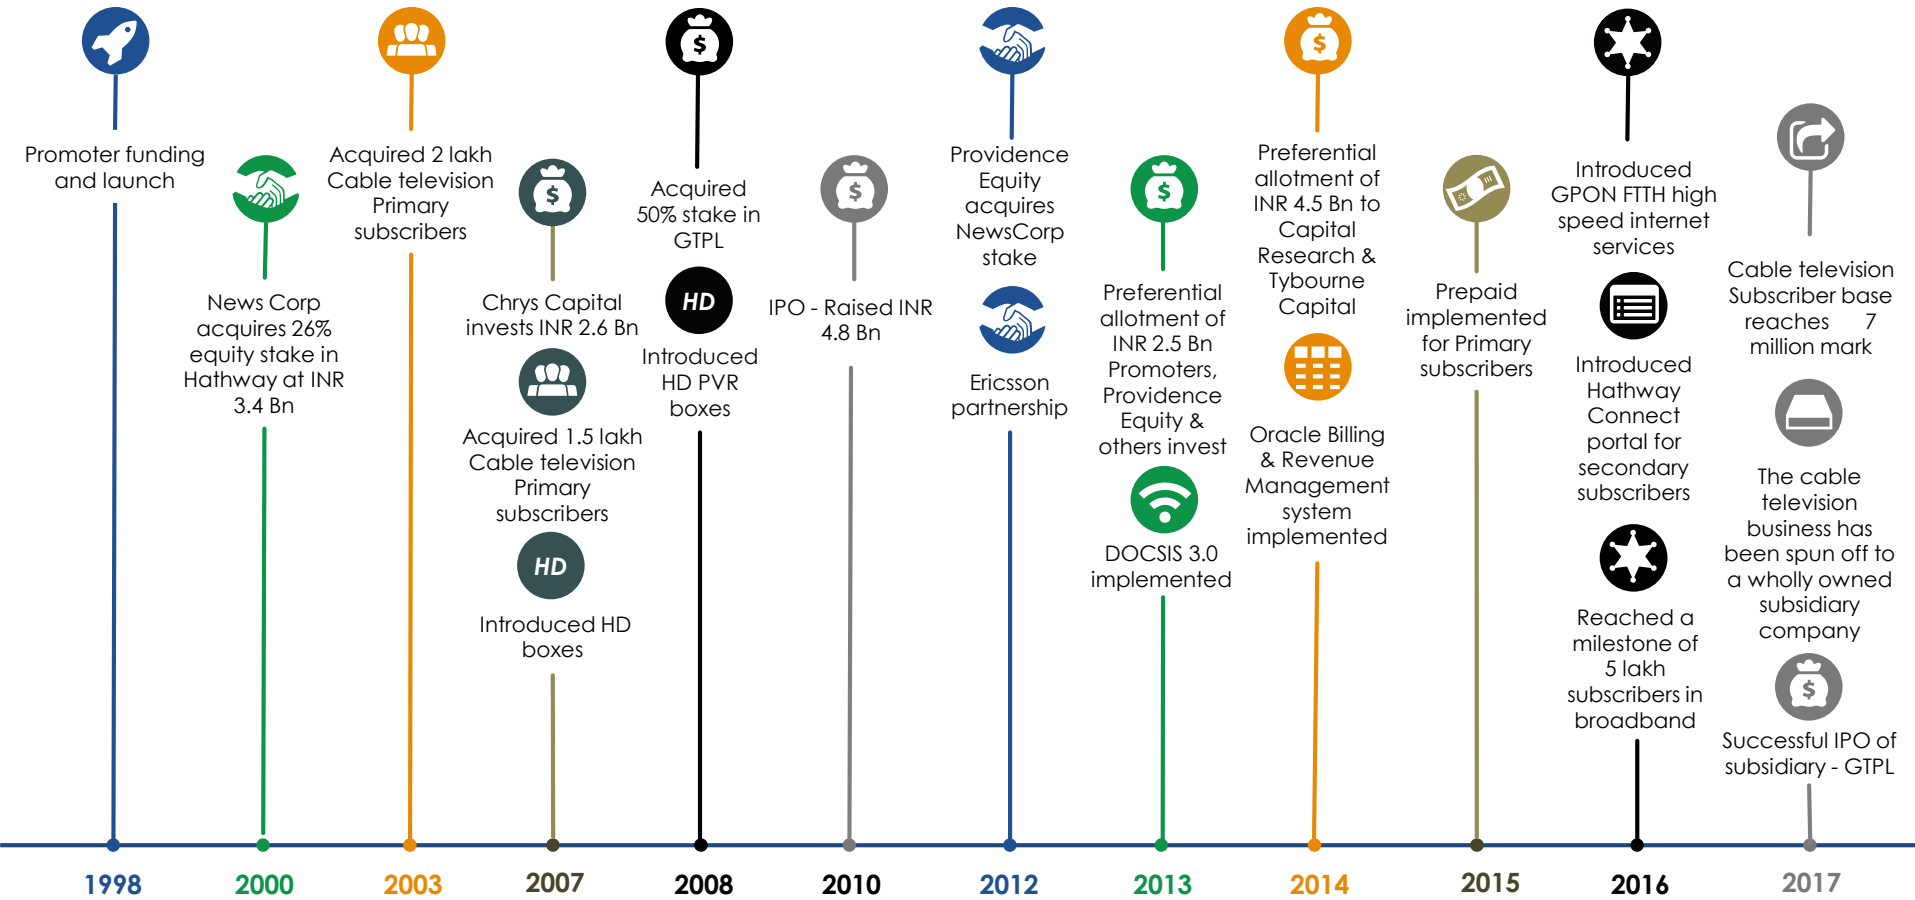 Promoter funding
and launch
1998
News Corp
acquires 26%
equity stake in
Hathway at INR
3.4 Bn
2000
Acquired 2 lakh
Cable television
Primary
subscribers
2003
$
Chrys Capital
invests INR 2.6 Bn
Acquired 1.5 lakh
Cable television
Primary
subscribers
HD
Introduced HD
boxes
2007
$
Acquired
50% stake in
GTPL
HD
Introduced
HD PVR
boxes
2008
$
IPO - Raised INR
4.8 Bn
2010
Providence
Equity
acquires
NewsCorp
stake
Ericsson
partnership
2012
$
Preferential
allotment of
INR 2.5 Bn
Promoters,
Providence
Equity &
others invest
DOCSIS 3.0
implemented
2013
$
Preferential
allotment of
INR 4.5 Bn to
Capital
Research &
Tybourne
Capital
Oracle Billing
& Revenue
Management
system
implemented
2014
Prepaid
implemented
for Primary
subscribers
2015
Introduced
GPON FTTH high
speed internet
services
Introduced
Hathway
Connect
portal for
secondary
subscribers
Reached a
milestone of
5 lakh
subscribers in
broadband
2016
Cable television
Subscriber base
reaches 7
million mark
The cable
television
business has
been spun off to
a wholly owned
subsidiary
company
$
Successful IPO of
subsidiary - GTPL
2017